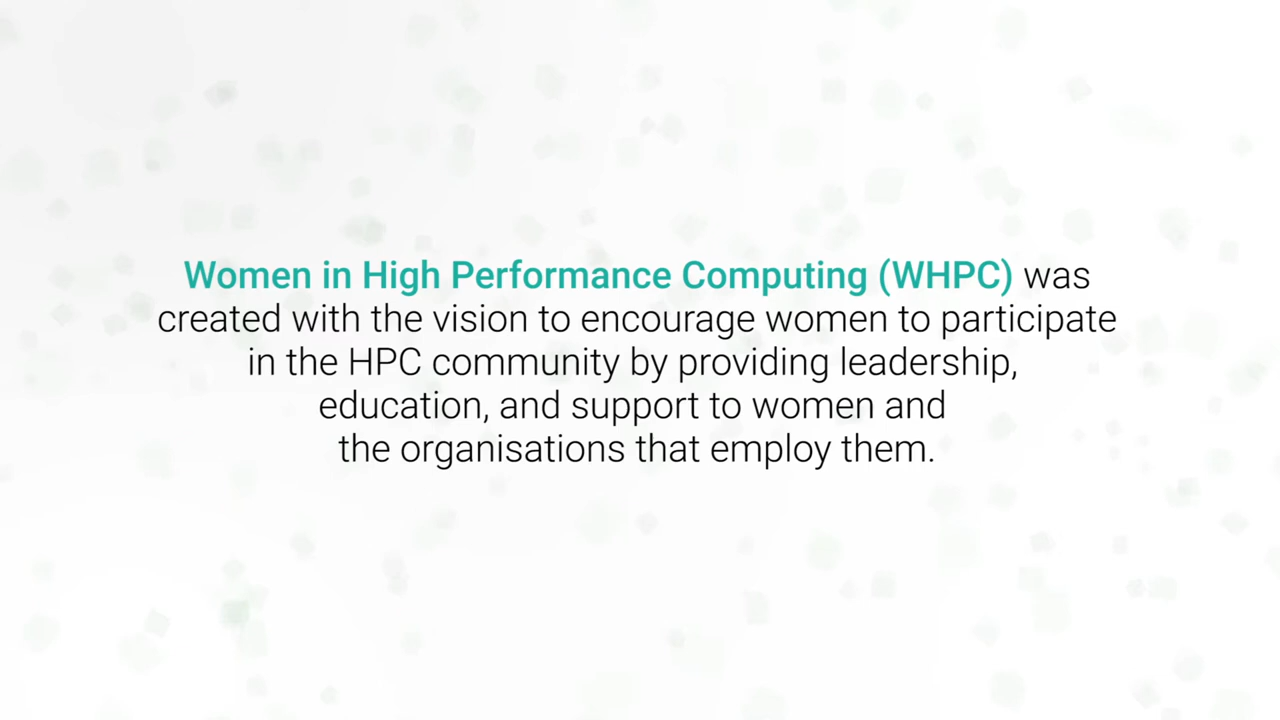 Women in High Performance Computing (WHPC) was
created with the vision to encourage women to participate
in the HPC community by providing leadership,
education, and support to women and
the organisations that employ them.